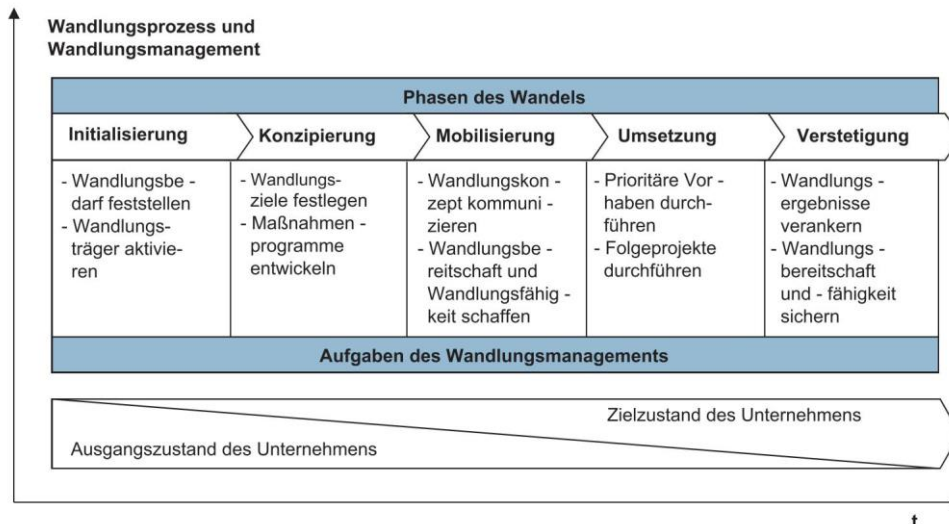 Wandlungsprozess und
Wandlungsmanagement
Phasen des Wandels
Initialisierung
Konzipierung
Mobilisierung
Umsetzung
Verstetigung
- Wandlungsbe -
darf feststellen
- Wandlungs-
träger aktivie-
ren
- Wandlungs-
ziele festlegen
- Maßnahmen -
programme
entwickeln
- Wandlungskon -
zept kommuni -
zieren
- Wandlungsbe -
reitschaft und
Wandlungsfähig -
keit schaffen
- Prioritäre Vor -
haben durch-
führen
- Folgeprojekte
durchführen
- Wandlungs -
ergebnisse
verankern
- Wandlungs -
bereitschaft
und - fähigkeit
sichern
Aufgaben des Wandlungsmanagements
Zielzustand des Unternehmens
Ausgangszustand des Unternehmens
t